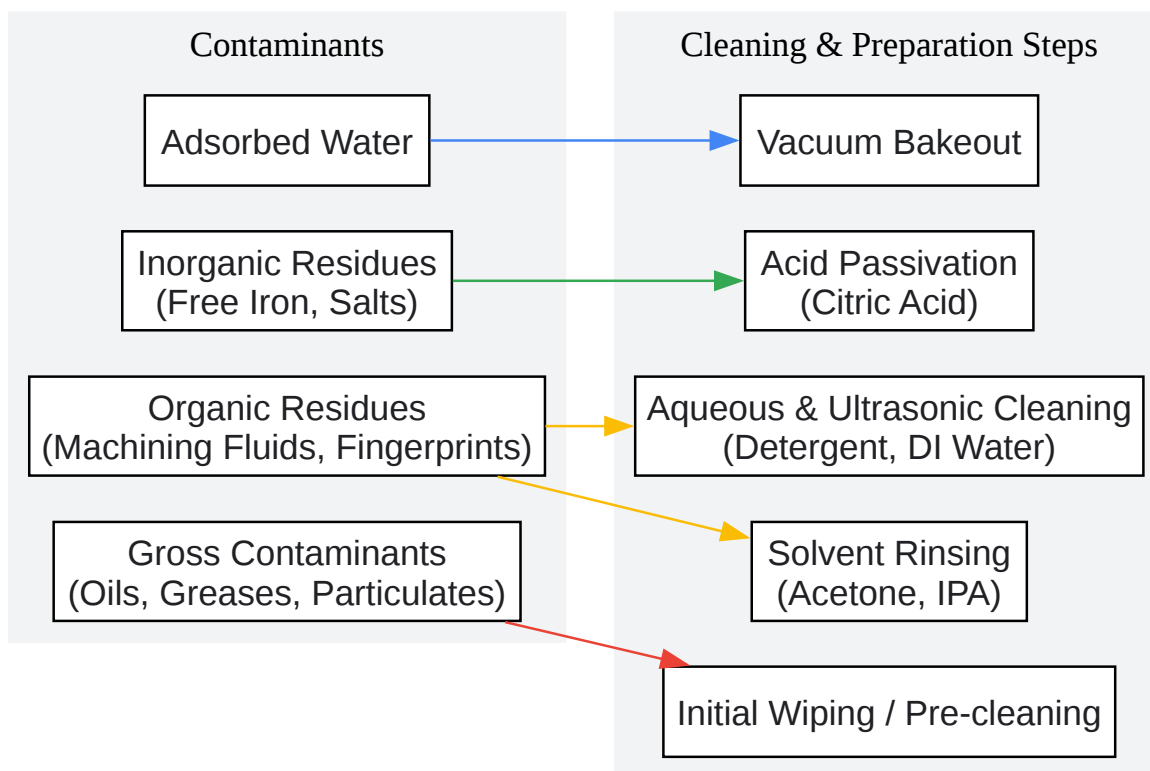 Contaminants
Adsorbed Water
Inorganic Residues
(Free Iron, Salts)
Organic Residues
(Machining Fluids, Fingerprints)
Gross Contaminants
(Oils, Greases, Particulates)
Cleaning & Preparation Steps
Vacuum Bakeout
Acid Passivation
(Citric Acid)
Aqueous & Ultrasonic Cleaning
(Detergent, DI Water)
Solvent Rinsing
(Acetone, IPA)
Initial Wiping / Pre-cleaning